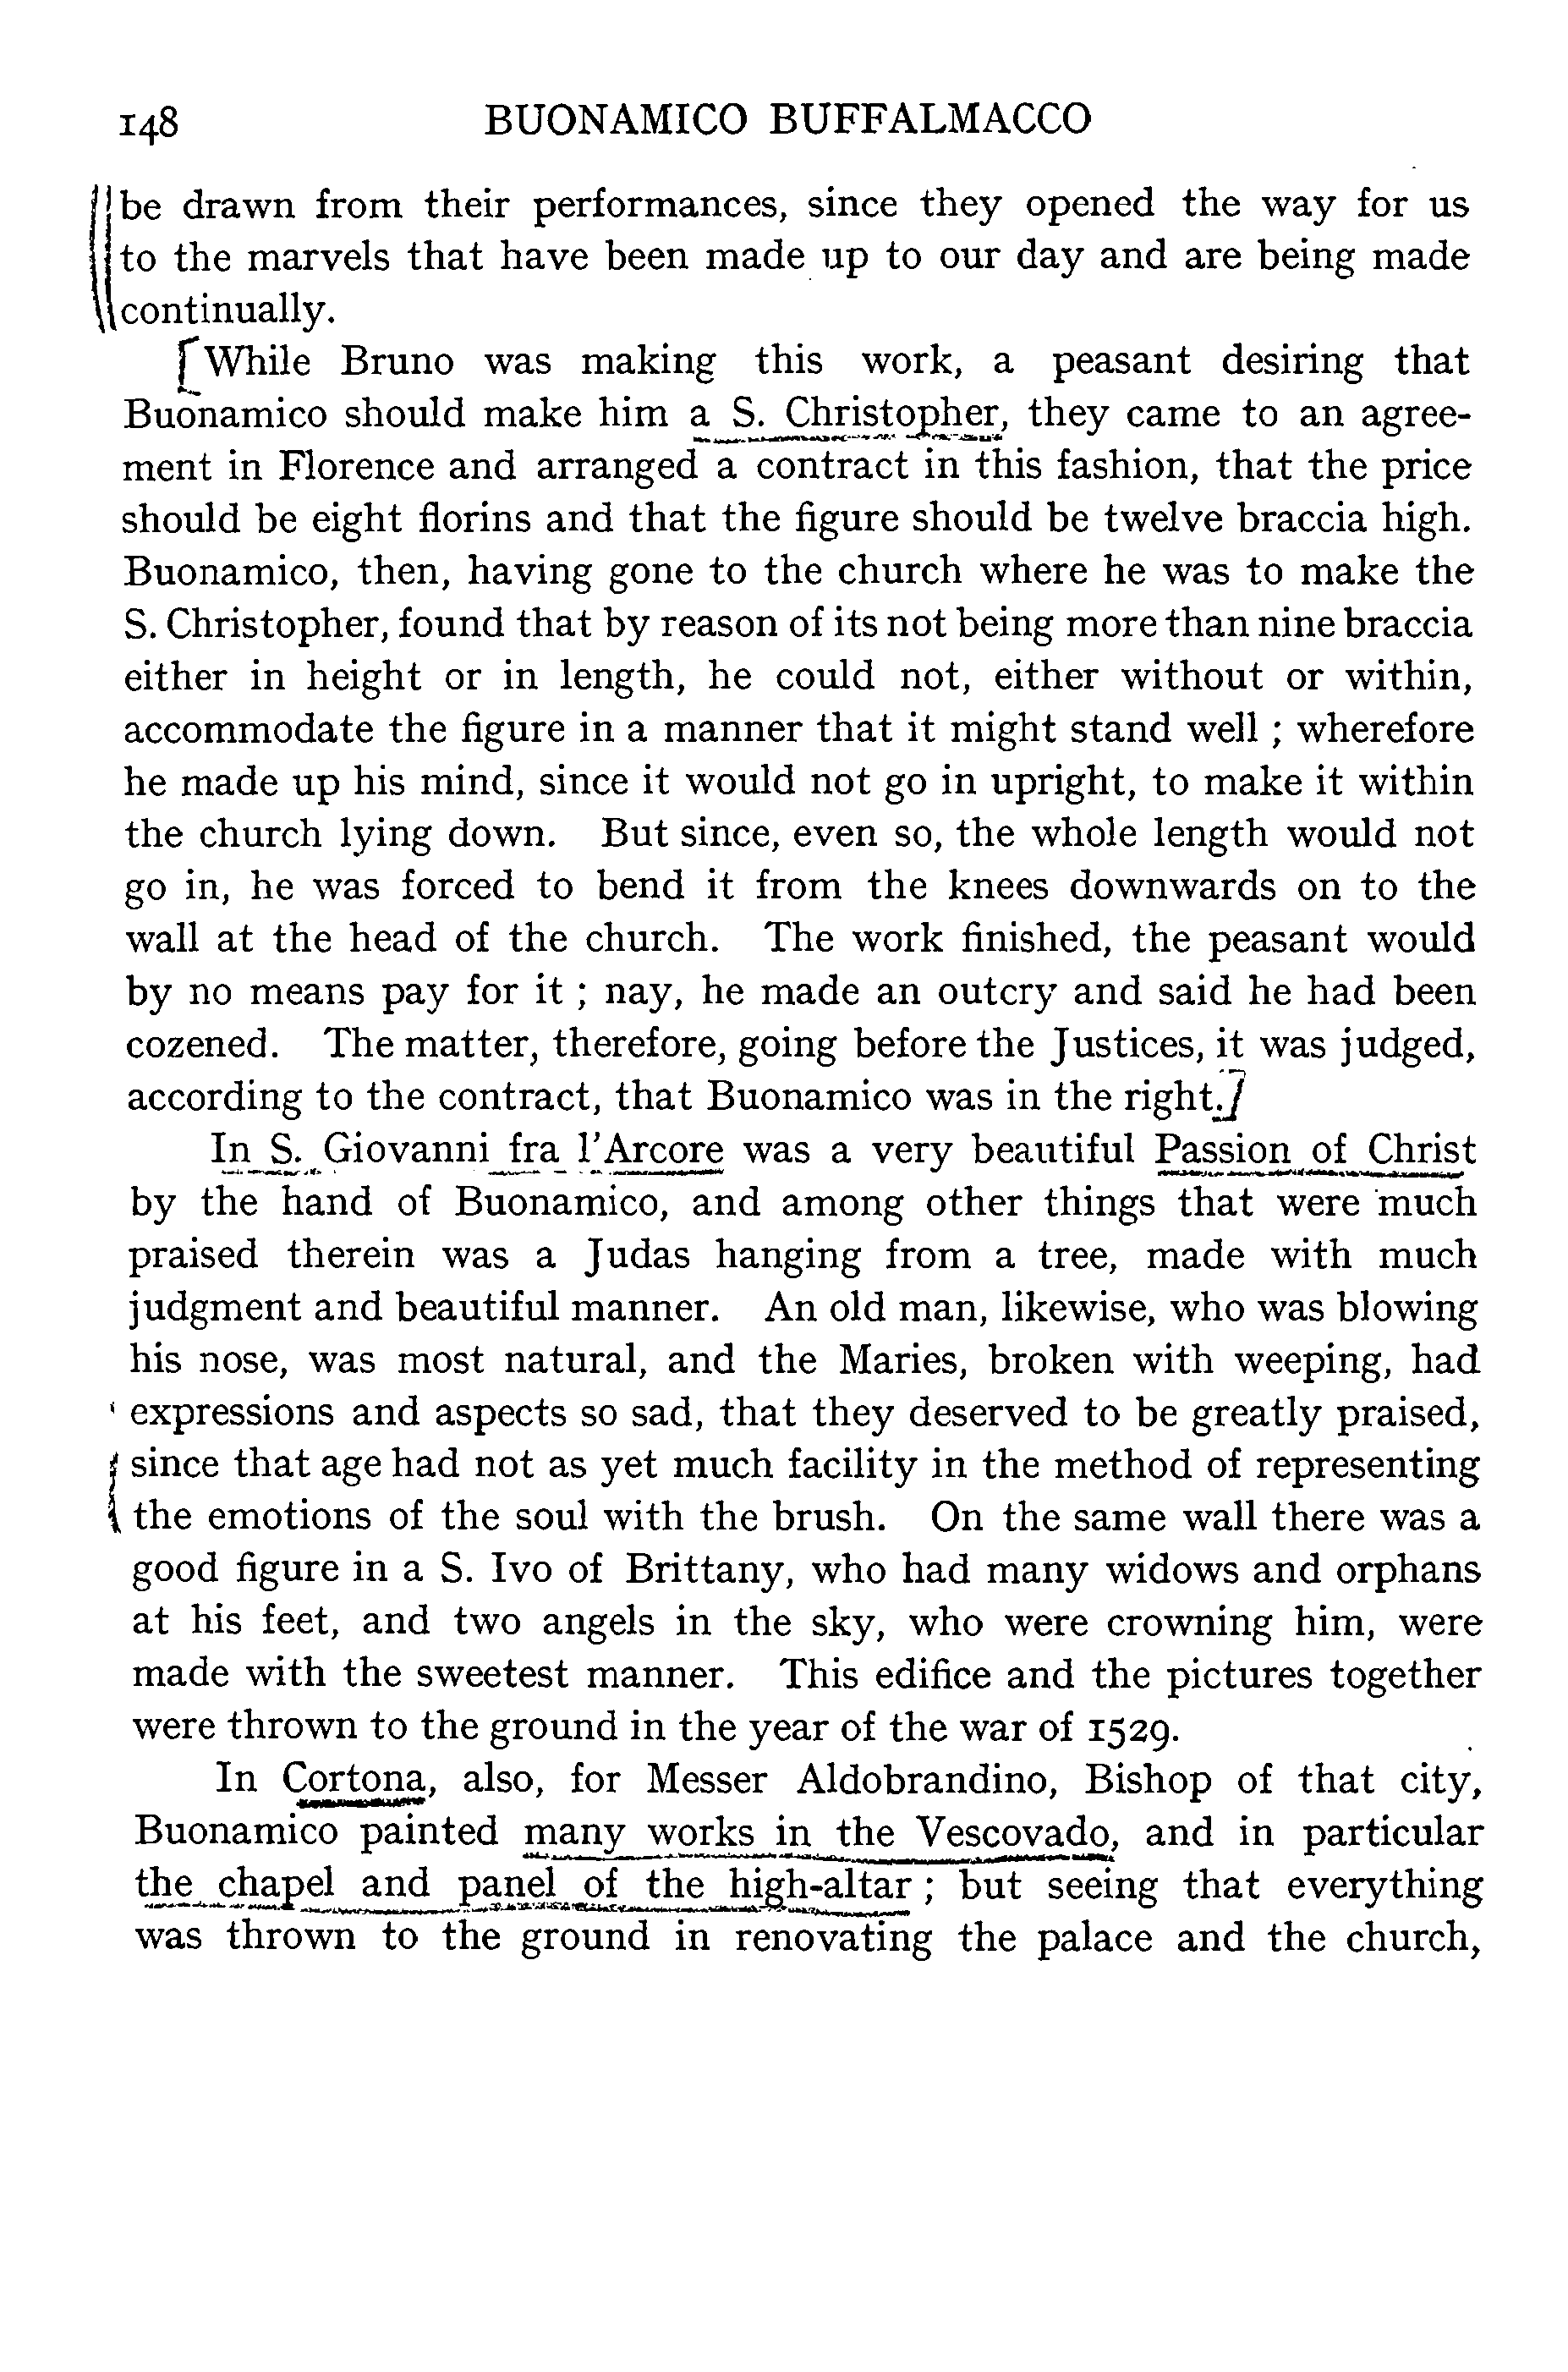 148 BUONAMICO BUFFALMACCO
be drawn from their performances, since they opened the way for us
to the marvels that have been made up to our day and are being made
continually.
[While Bruno was making this work, a peasant desiring that
Buonamico should make him a S. Christopher, they came to an agree-
ment in Florence and arranged a contract in this fashion, that the price
should be eight florins and that the figure should be twelve braccia high.
Buonamico, then, having gone to the church where he was to make the
S. Christopher, found that by reason of its not being more than nine braccia
either in height or in length, he could not, either without or within,
accommodate the figure in a manner that it might stand well ; wherefore
he made up his mind, since it would not go in upright, to make it within
the church lying down. But since, even so, the whole length would not
go in, he was forced to bend it from the knees downwards on to the
wall at the head of the church. The work finished, the peasant would
by no means pay for it ; nay, he made an outcry and said he had been
cozened. The matter, therefore, going before the Justices, it was judged,
according to the contract, that Buonamico was in the right.]
In S. Giovanni fra l'Arcore was a very beautiful Passion of Christ
by the hand of Buonamico, and among other things that were much
praised therein was a Judas hanging from a tree, made with much
judgment and beautiful manner. An old man, likewise, who was blowing
his nose, was most natural, and the Maries, broken with weeping, had
expressions and aspects so sad, that they deserved to be greatly praised,
since that age had not as yet much facility in the method of representing
the emotions of the soul with the brush. On the same wall there was a
good figure in a S. Ivo of Brittany, who had many widows and orphans
at his feet, and two angels in the sky, who were crowning him, were
made with the sweetest manner. This edifice and the pictures together
were thrown to the ground in the year of the war of 1529.
In Cortona, also, for Messer Aldobrandino, Bishop of that city,
Buonamico painted many works in the Vescovado, and in particular
the chapel and panel of the high-altar ; but seeing that everything
was thrown to the ground in renovating the palace and the church,